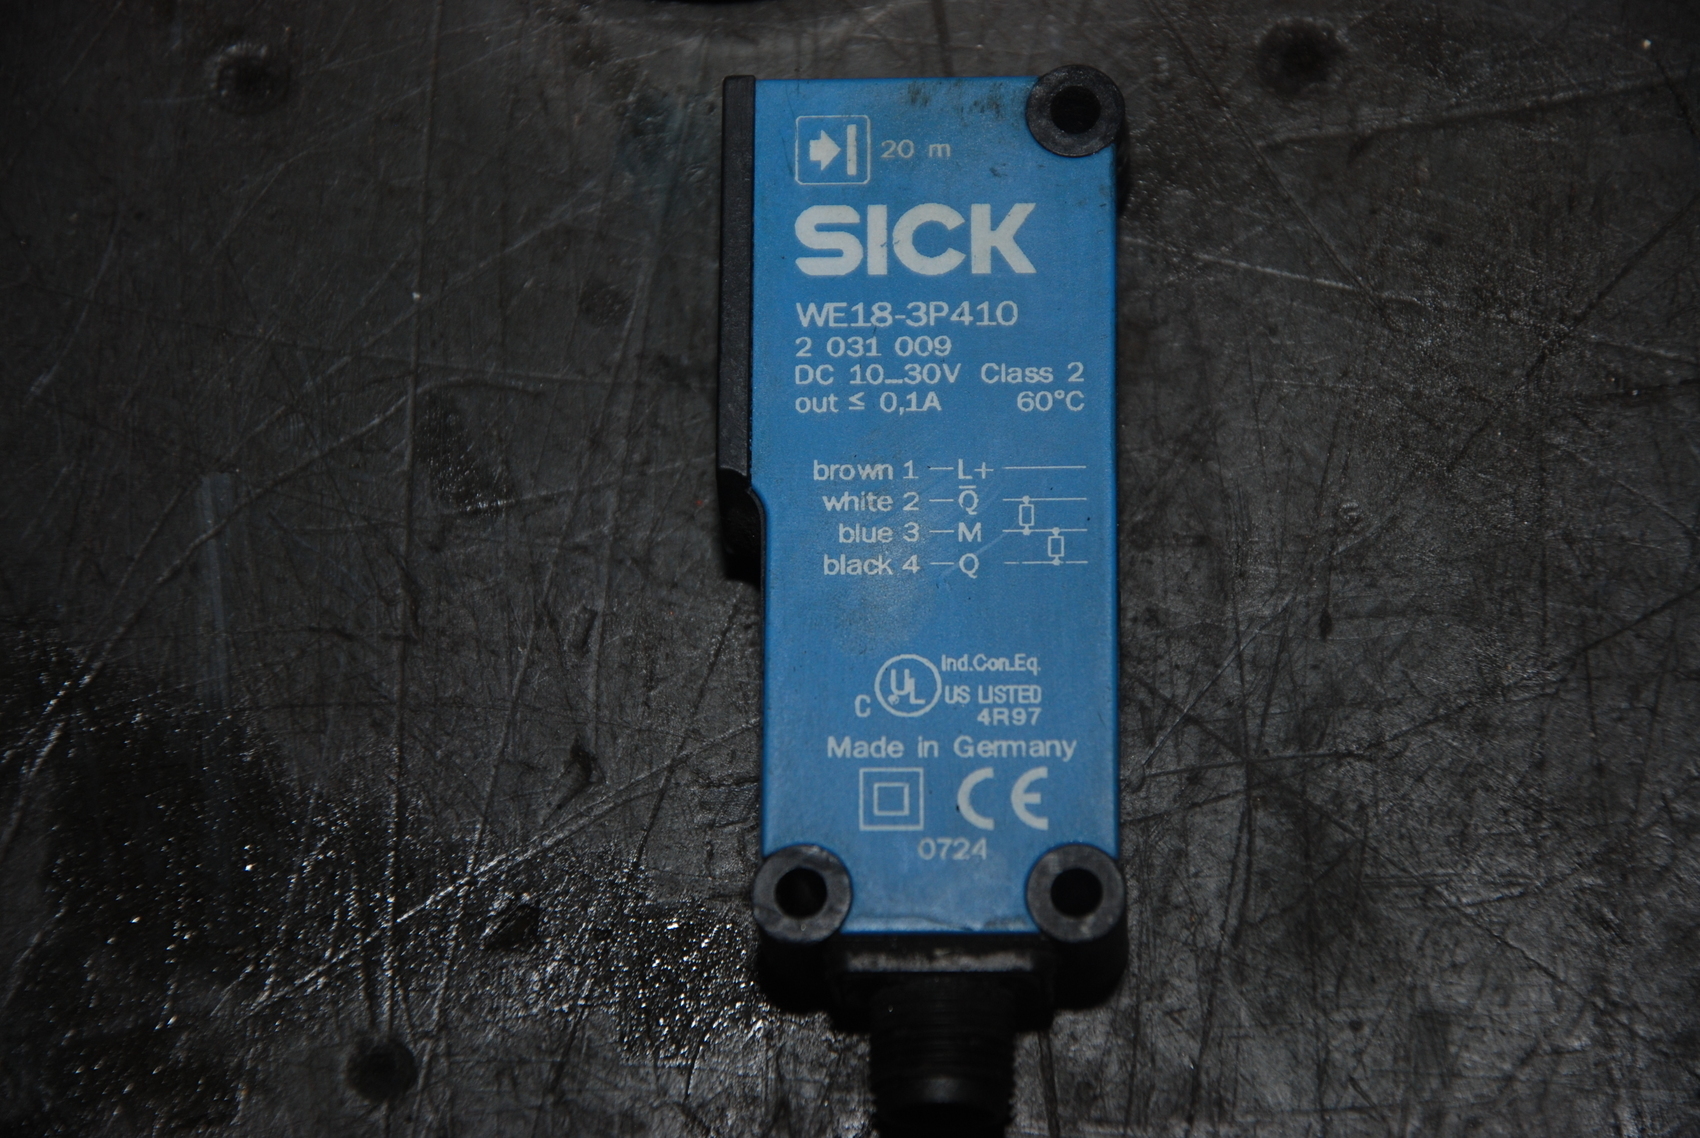 20 m
SICK
WE18-3P410
2 031 009
DC 10...30V Class 2
out ≤ 0,1A 60°C
brown 1 — L+
white 2 — Q̅
blue 3 — M
black 4 — Q
Ind.Con.Eq.
C UL US LISTED
4R97
Made in Germany
CE
0724